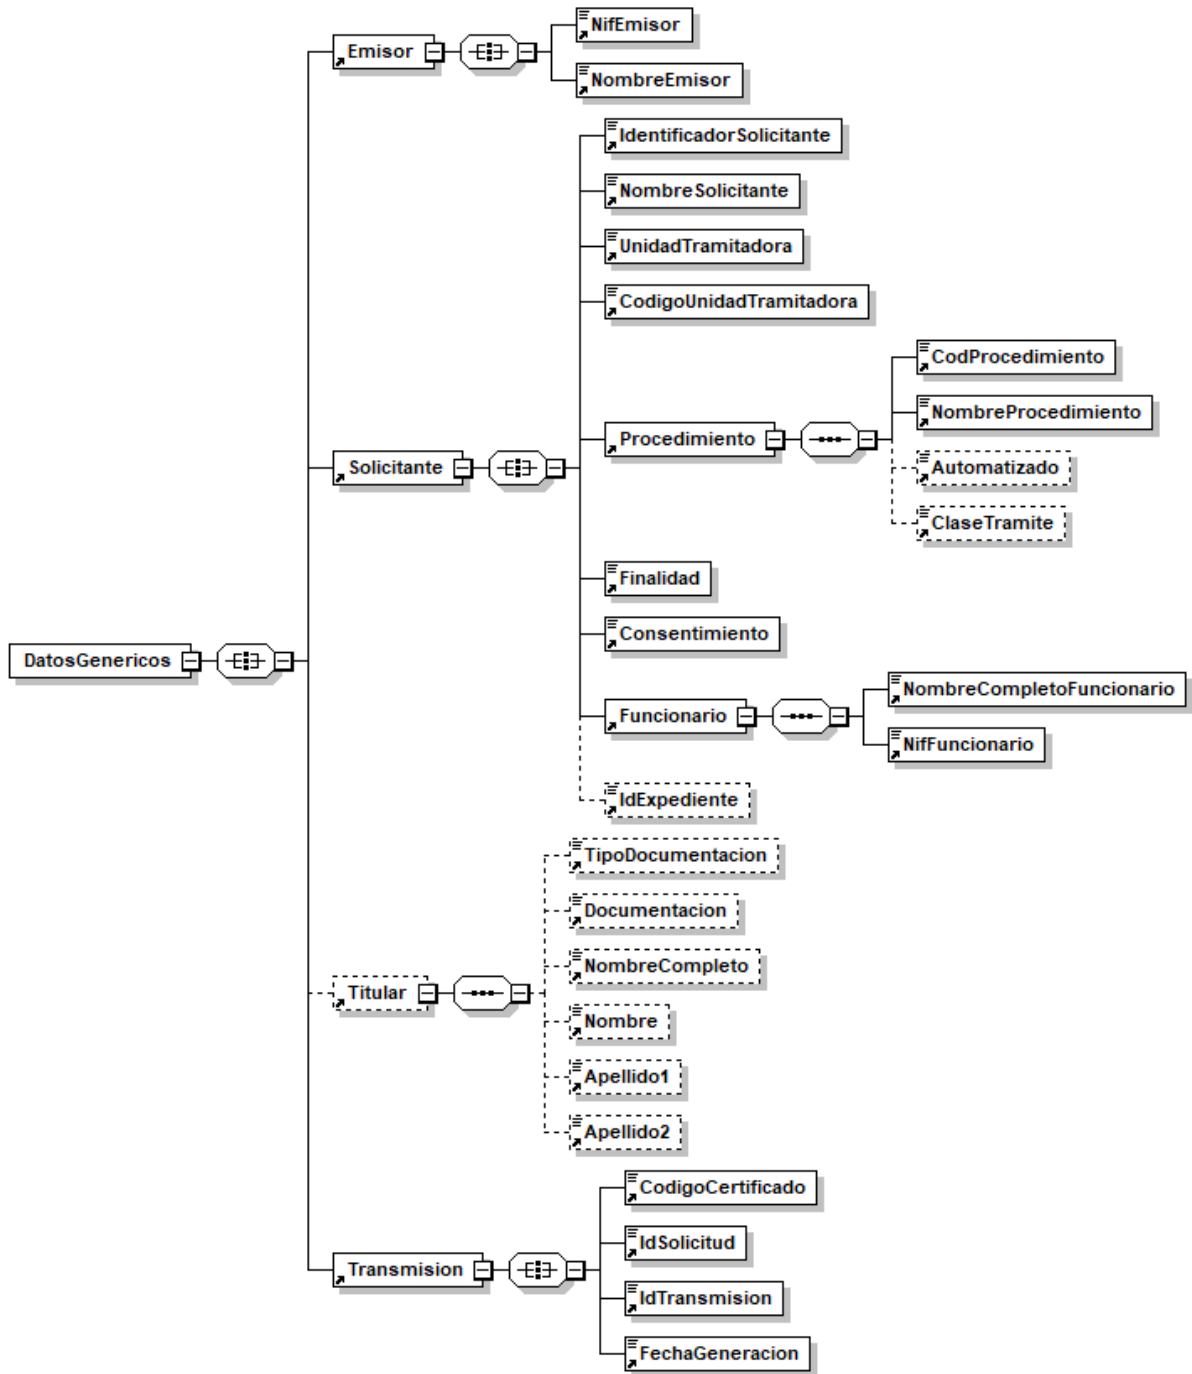 NifEmisor
Emisor
NombreEmisor
IdentificadorSolicitante
NombreSolicitante
UnidadTramitadora
CodigoUnidadTramitadora
CodProcedimiento
NombreProcedimiento
Procedimiento
Solicitante
Automatizado
ClaseTramite
Finalidad
Consentimiento
DatosGenericos
NombreCompletoFuncionario
Funcionario
NifFuncionario
IdExpediente
TipoDocumentacion
Documentacion
NombreCompleto
Titular
Nombre
Apellido1
Apellido2
CodigoCertificado
IdSolicitud
Transmision
IdTransmision
FechaGeneracion